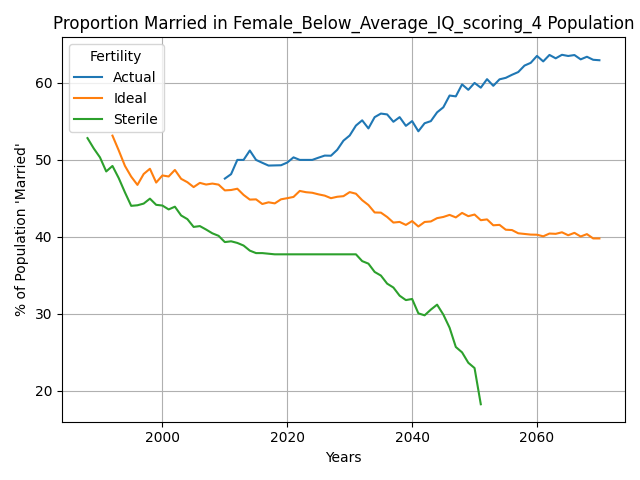 Proportion Married in Female_Below_Average_IQ_scoring_4 Population
Fertility
Actual
Ideal
Sterile
% of Population 'Married'
60
50
40
30
20
2000
2020
2040
2060
Years